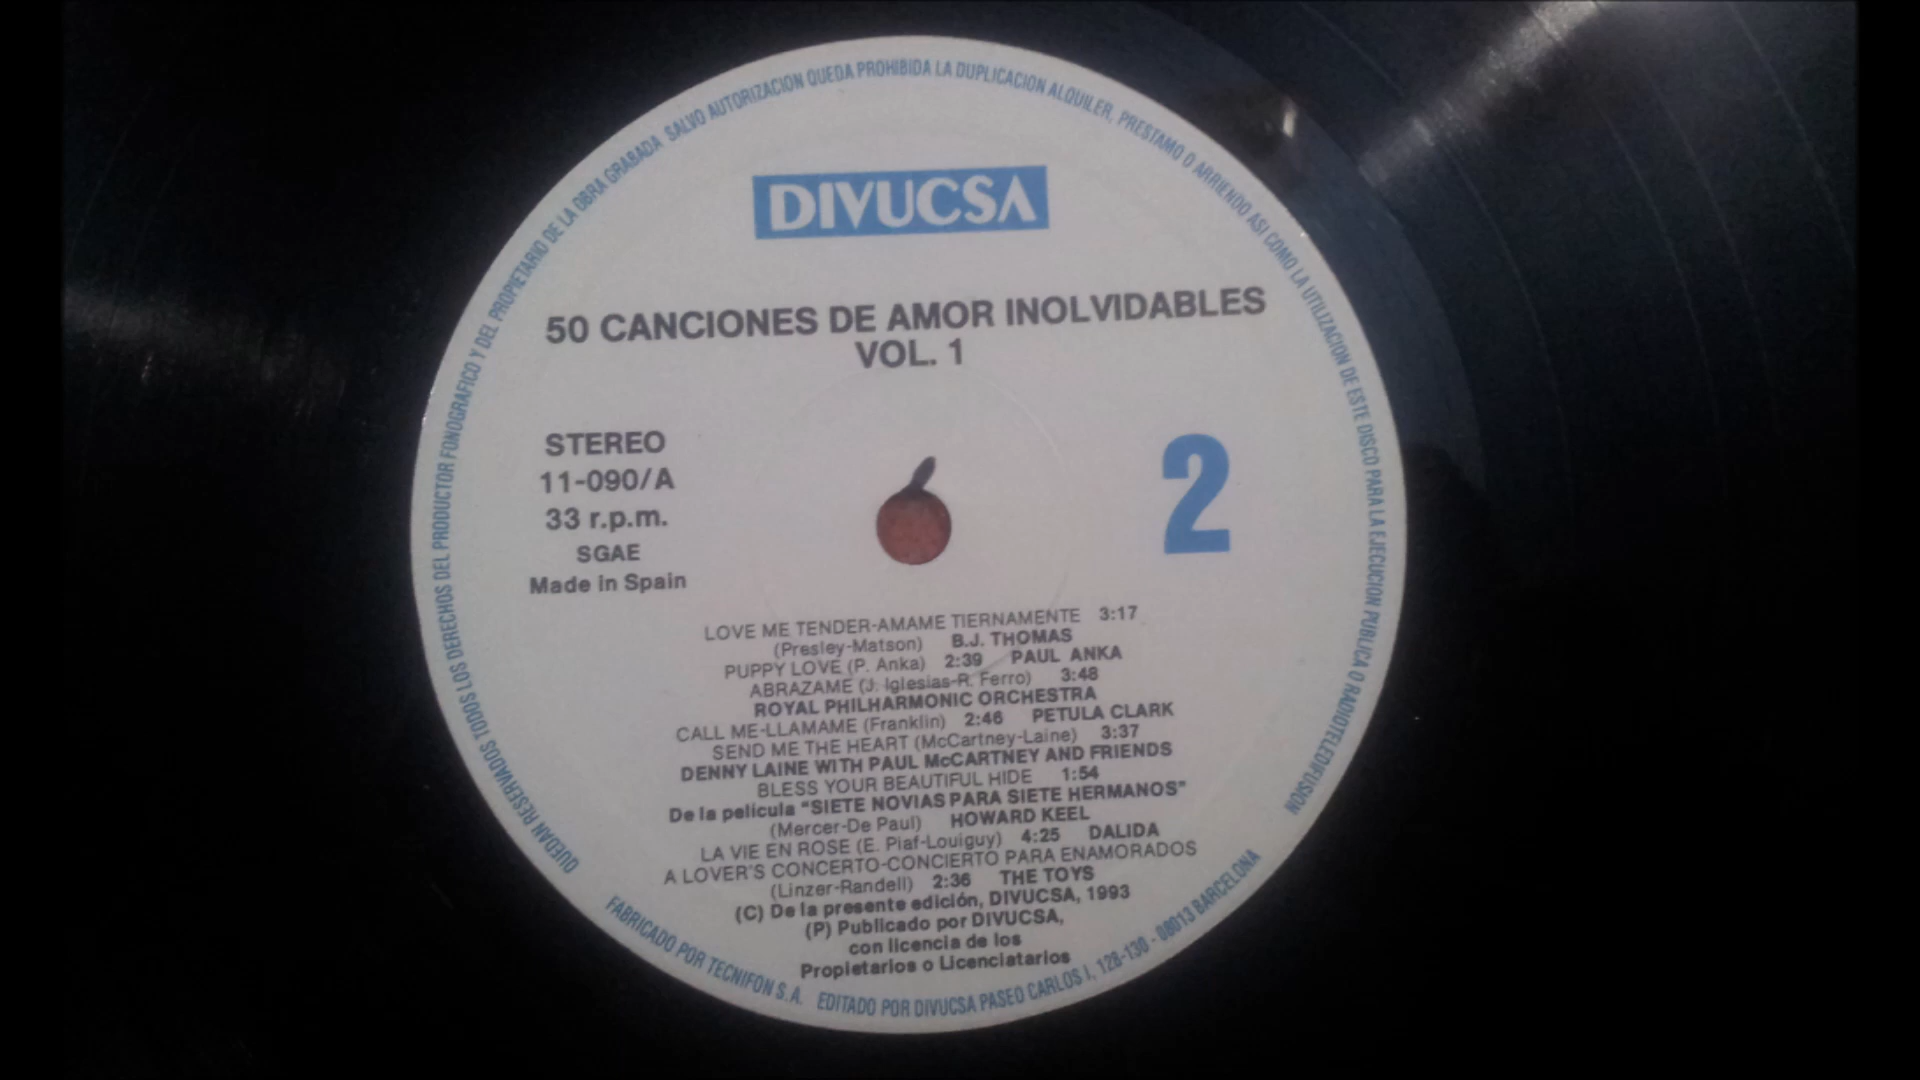 QUEDAN RESERVADOS TODOS LOS DERECHOS DEL PRODUCTOR FONOGRAFICO Y DEL PROPIETARIO DE LA OBRA GRABADA. SALVO AUTORIZACION QUEDA PROHIBIDA LA DUPLICACION ALQUILER, PRESTAMO O ARRIENDO ASI COMO LA UTILIZACION DE ESTE DISCO PARA LA EJECUCION PUBLICA O RADIOTELEDIFUSION
DIVUCSA
50 CANCIONES DE AMOR INOLVIDABLES
VOL. 1
STEREO
11-090/A
33 r.p.m.
SGAE
Made in Spain
2
LOVE ME TENDER-AMAME TIERNAMENTE 3:17
(Presley-Matson) B.J. THOMAS
PUPPY LOVE (P. Anka) 2:39 PAUL ANKA
ABRAZAME (J. Iglesias-R. Ferro) 3:48
ROYAL PHILHARMONIC ORCHESTRA
CALL ME-LLAMAME (Franklin) 2:46 PETULA CLARK
SEND ME THE HEART (McCartney-Laine) 3:37
DENNY LAINE WITH PAUL McCARTNEY AND FRIENDS
BLESS YOUR BEAUTIFUL HIDE 1:54
De la película "SIETE NOVIAS PARA SIETE HERMANOS"
(Mercer-De Paul) HOWARD KEEL
LA VIE EN ROSE (E. Piaf-Louiguy) 4:25 DALIDA
A LOVER'S CONCERTO-CONCIERTO PARA ENAMORADOS
(Linzer-Randell) 2:36 THE TOYS
(C) De la presente edición, DIVUCSA, 1993
(P) Publicado por DIVUCSA,
con licencia de los
Propietarios o Licenciatarios
FABRICADO POR TECNIFON S.A. EDITADO POR DIVUCSA PASEO CARLOS I, 128-130 - 08013 BARCELONA